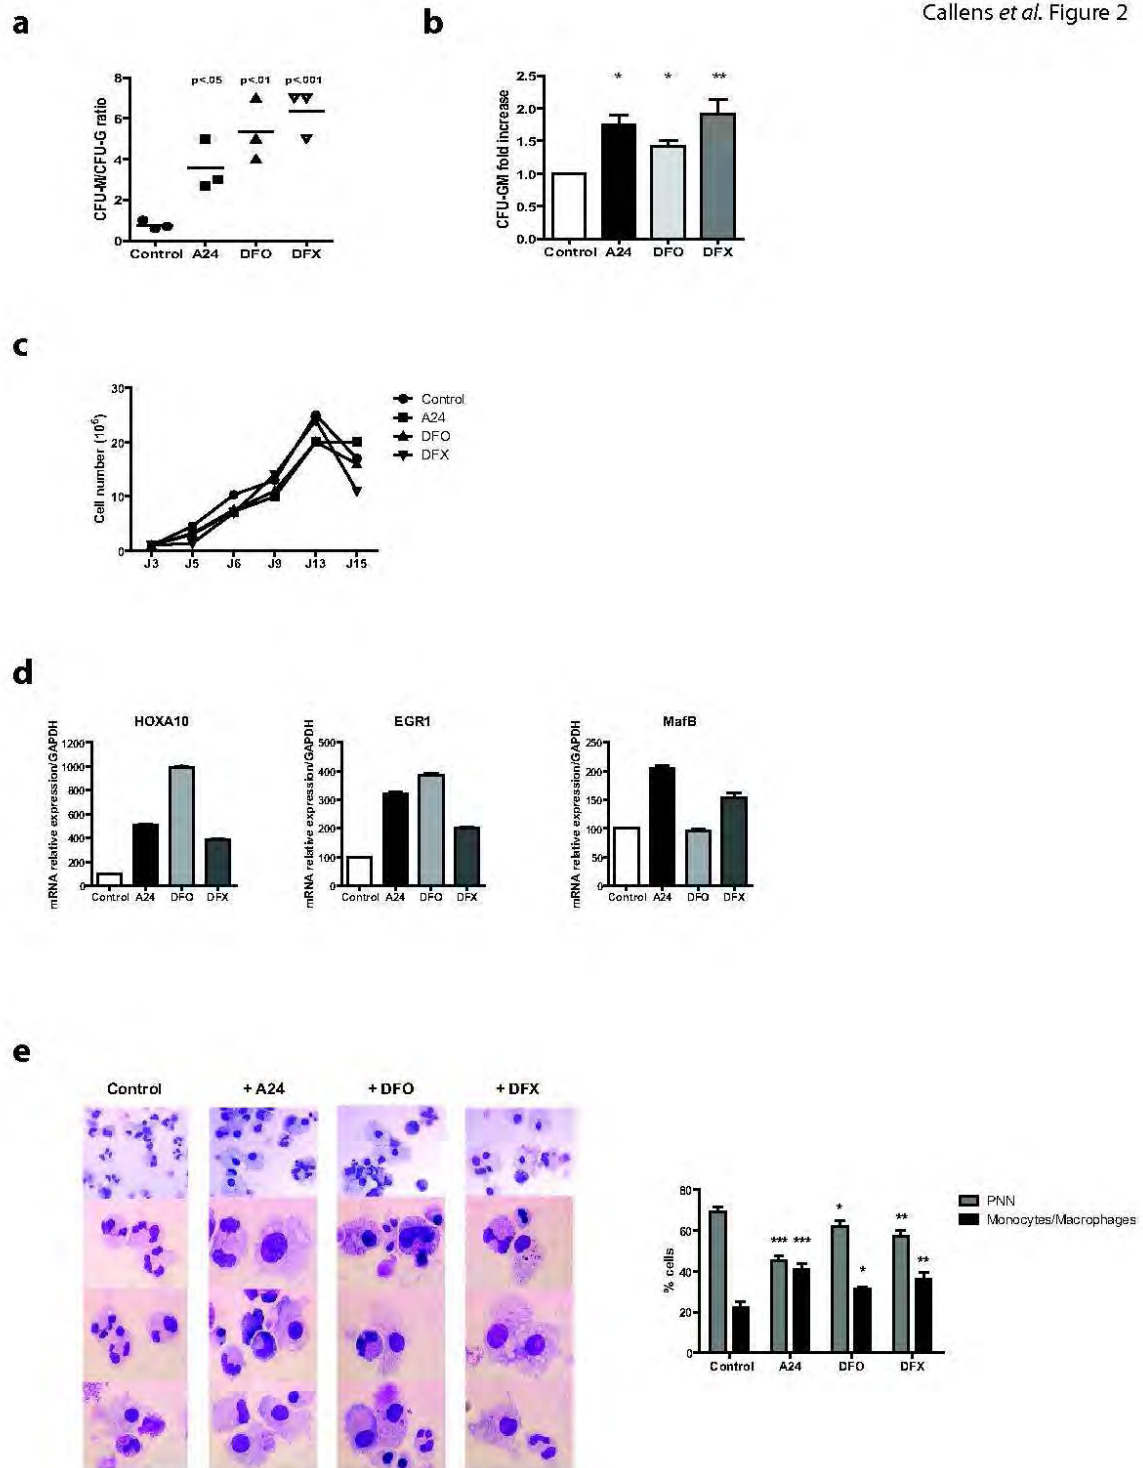 Callens et al. Figure 2
a
CFU-M/CFU-G ratio
8
6
4
2
0
p<.05 p<.01 p<.001
Control A24 DFO DFX
b
CFU-GM fold increase
2.5
2.0
1.5
1.0
0.5
0.0
* * **
Control A24 DFO DFX
c
Cell number (10⁶)
30
20
10
0
J3 J5 J6 J9 J13 J15
Control
A24
DFO
DFX
d
HOXA10
mRNA relative expression/GAPDH
1200
1000
800
600
400
200
0
Control A24 DFO DFX
EGR1
mRNA relative expression/GAPDH
500
400
300
200
100
0
Control A24 DFO DFX
MafB
mRNA relative expression/GAPDH
250
200
150
100
50
0
Control A24 DFO DFX
e
Control + A24 + DFO + DFX
% cells
80
60
40
20
0
*** *** * * ** **
Control A24 DFO DFX
PNN
Monocytes/Macrophages